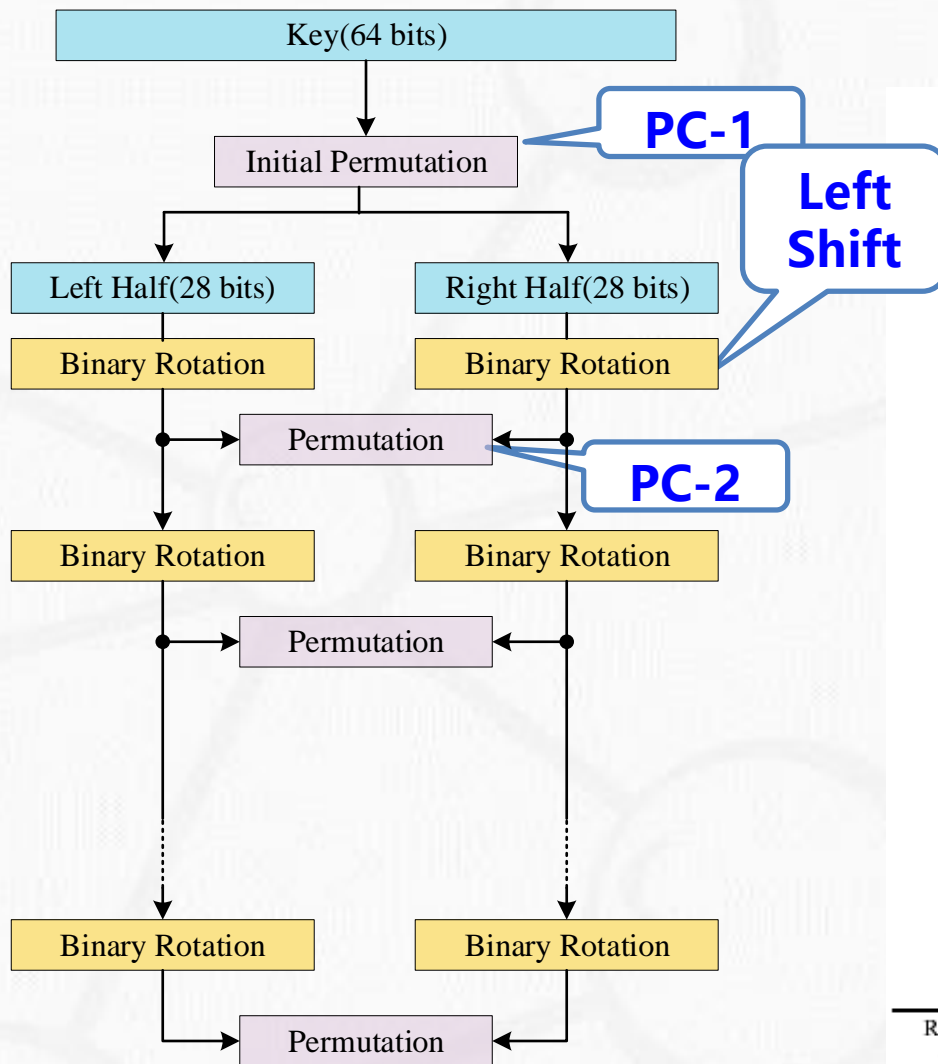 Key(64 bits)
PC-1
Initial Permutation
Left
Shift
Left Half(28 bits)
Right Half(28 bits)
Binary Rotation
Binary Rotation
Permutation
PC-2
Binary Rotation
Binary Rotation
Permutation
Binary Rotation
Binary Rotation
Permutation
R